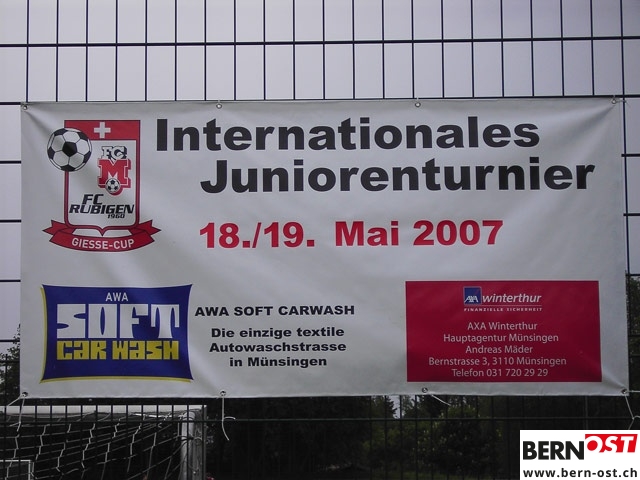 Internationales
Juniorenturnier
18./19. Mai 2007
FC
M
FC
RUBIGEN
1960
GIESSE-CUP
AWA
SOFT
CAR WASH
AWA SOFT CARWASH
Die einzige textile
Autowaschstrasse
in Münsingen
AXA winterthur
FINANZIELLE SICHERHEIT
AXA Winterthur
Hauptagentur Münsingen
Andreas Mäder
Bernstrasse 3, 3110 Münsingen
Telefon 031 720 29 29
BERNOST
www.bern-ost.ch